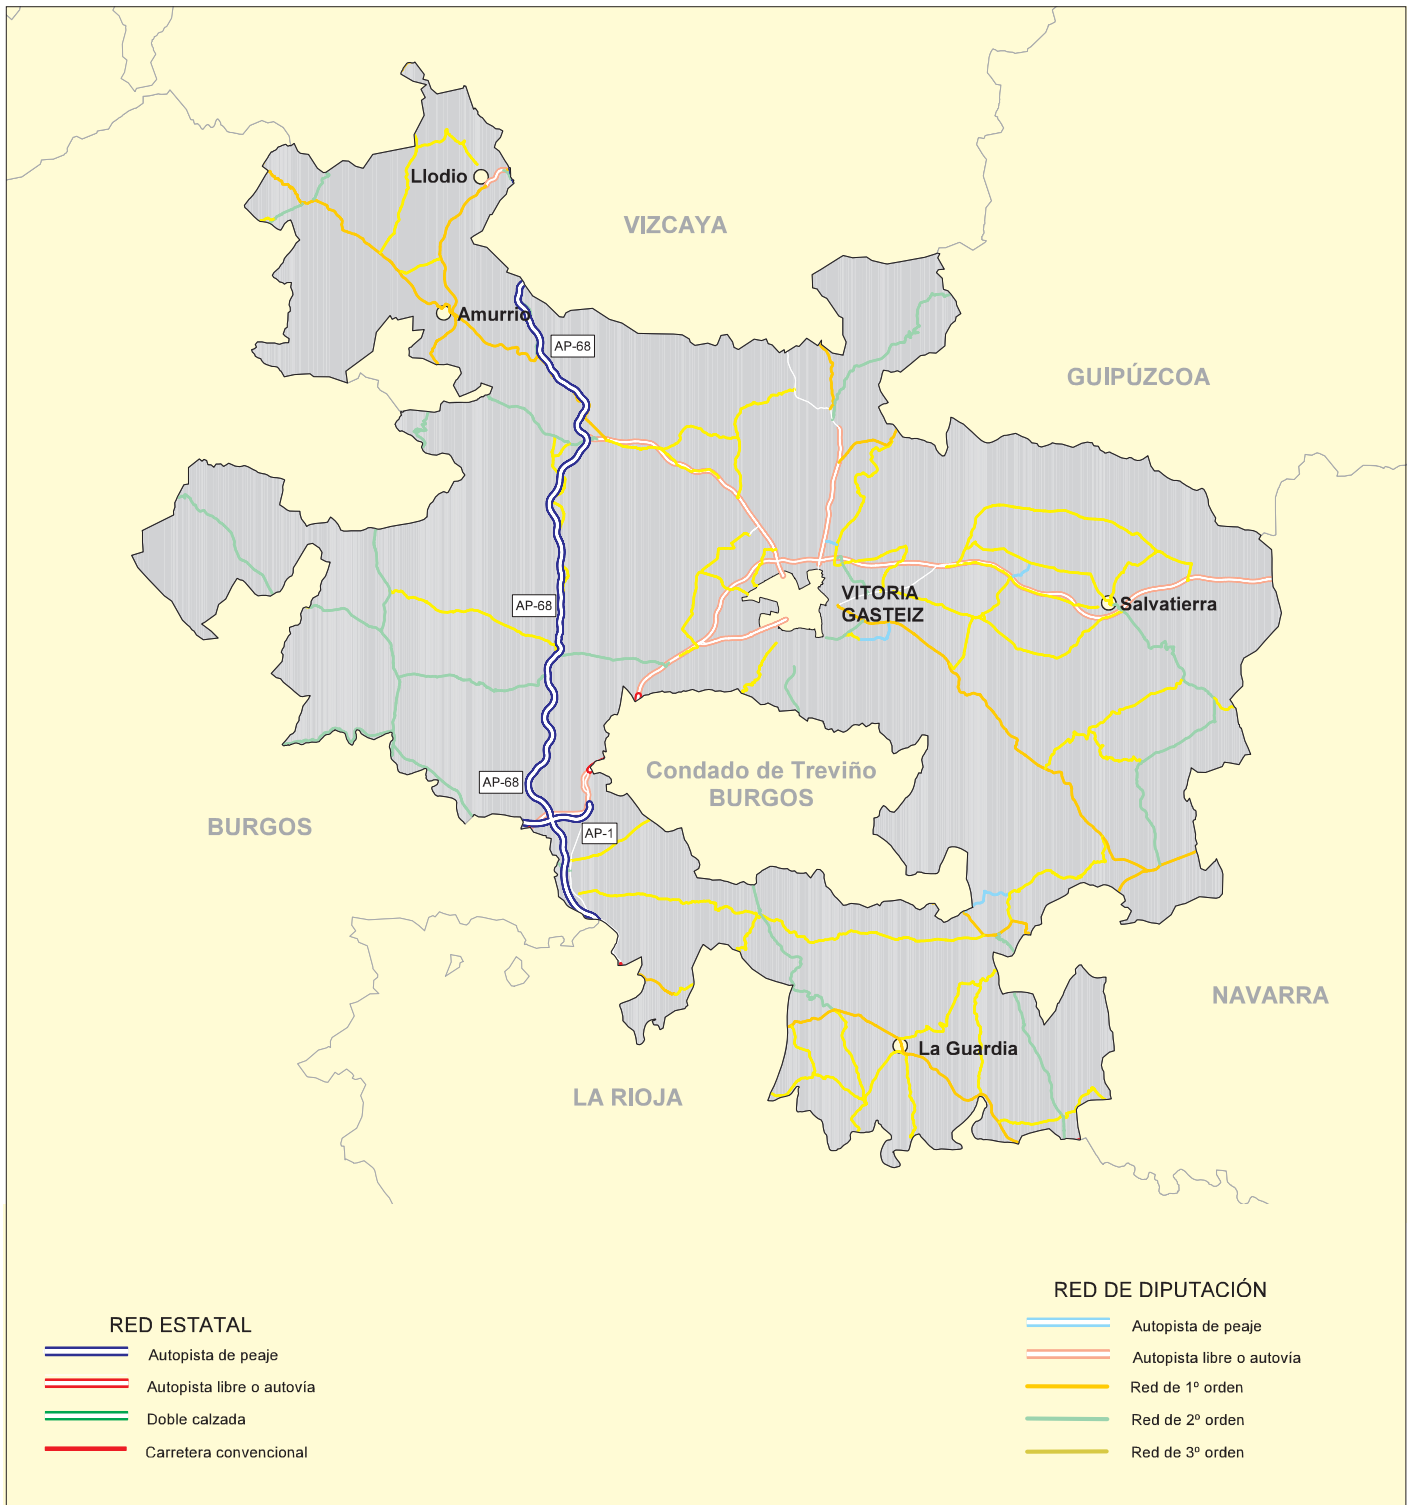 Llodio
VIZCAYA
Amurrio
AP-68
GUIPÚZCOA
VITORIA
GASTEIZ
AP-68
Salvatierra
Condado de Treviño
BURGOS
AP-68
BURGOS
AP-1
NAVARRA
La Guardia
LA RIOJA
RED ESTATAL
Autopista de peaje
Autopista libre o autovía
Doble calzada
Carretera convencional
RED DE DIPUTACIÓN
Autopista de peaje
Autopista libre o autovía
Red de 1º orden
Red de 2º orden
Red de 3º orden